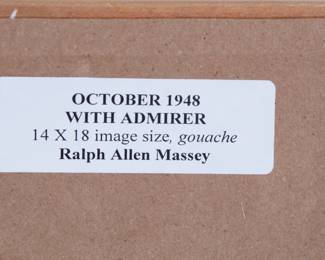 OCTOBER 1948
WITH ADMIRER
14 X 18 image size, gouache
Ralph Allen Massey